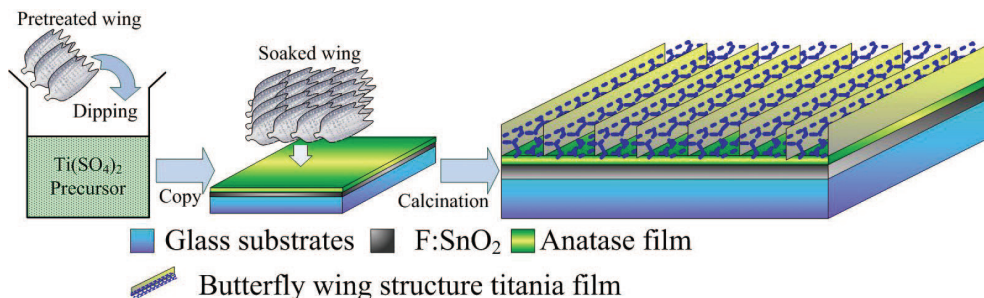 Pretreated wing
Dipping
Ti(SO₄)₂
Precursor
Copy
Soaked wing
Calcination
Glass substrates
F:SnO₂
Anatase film
Butterfly wing structure titania film